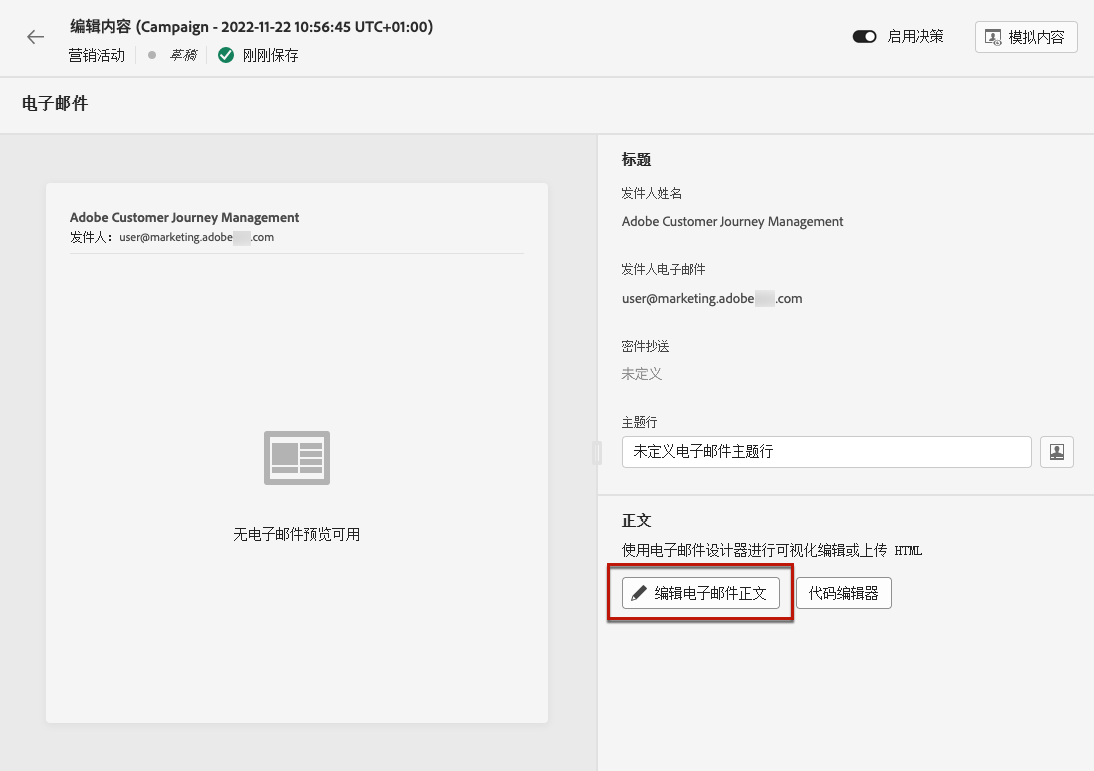 编辑内容 (Campaign - 2022-11-22 10:56:45 UTC+01:00)
营销活动 草稿 刚刚保存
启用决策
模拟内容
电子邮件
Adobe Customer Journey Management
发件人: user@marketing.adobe .com
无电子邮件预览可用
标题
发件人姓名
Adobe Customer Journey Management
发件人电子邮件
user@marketing.adobe .com
密件抄送
未定义
主题行
未定义电子邮件主题行
正文
使用电子邮件设计器进行可视化编辑或上传 HTML
编辑电子邮件正文
代码编辑器